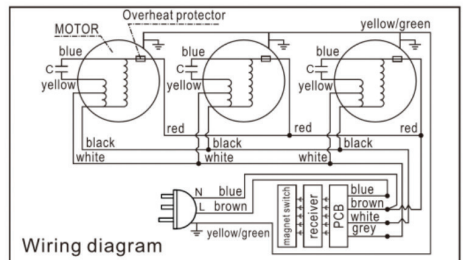 Overheat protector
MOTOR
yellow/green
blue
blue
blue
C
C
C
yellow
yellow
yellow
red
red
red
black
black
black
white
white
white
N blue
L brown
yellow/green
magnet switch
receiver
PCB
blue
brown
white
grey
Wiring diagram